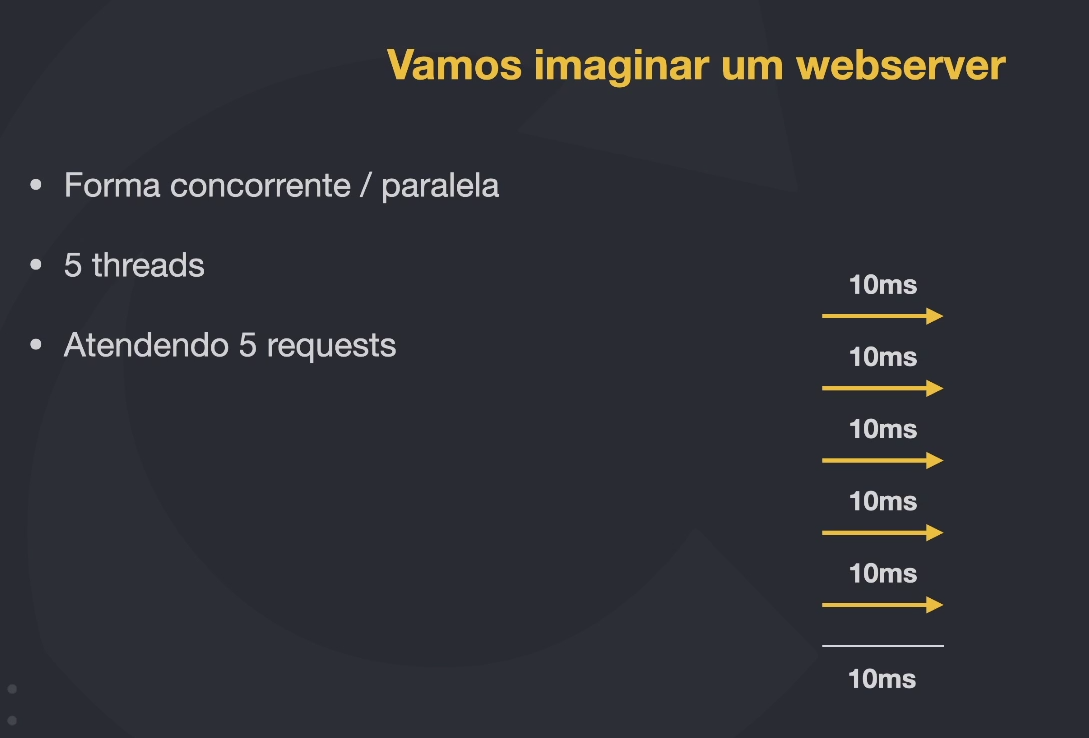 Vamos imaginar um webserver
• Forma concorrente / paralela
• 5 threads
• Atendendo 5 requests
10ms
10ms
10ms
10ms
10ms
10ms